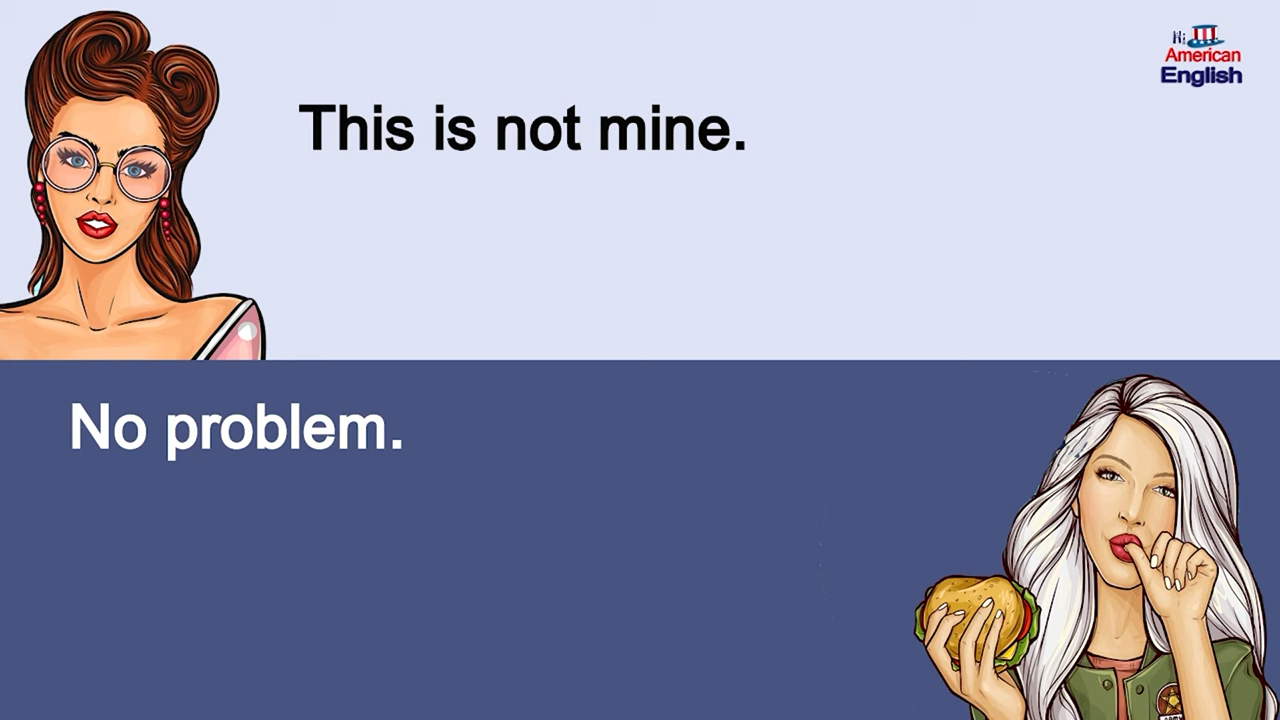 Hi
American
English
This is not mine.
No problem.